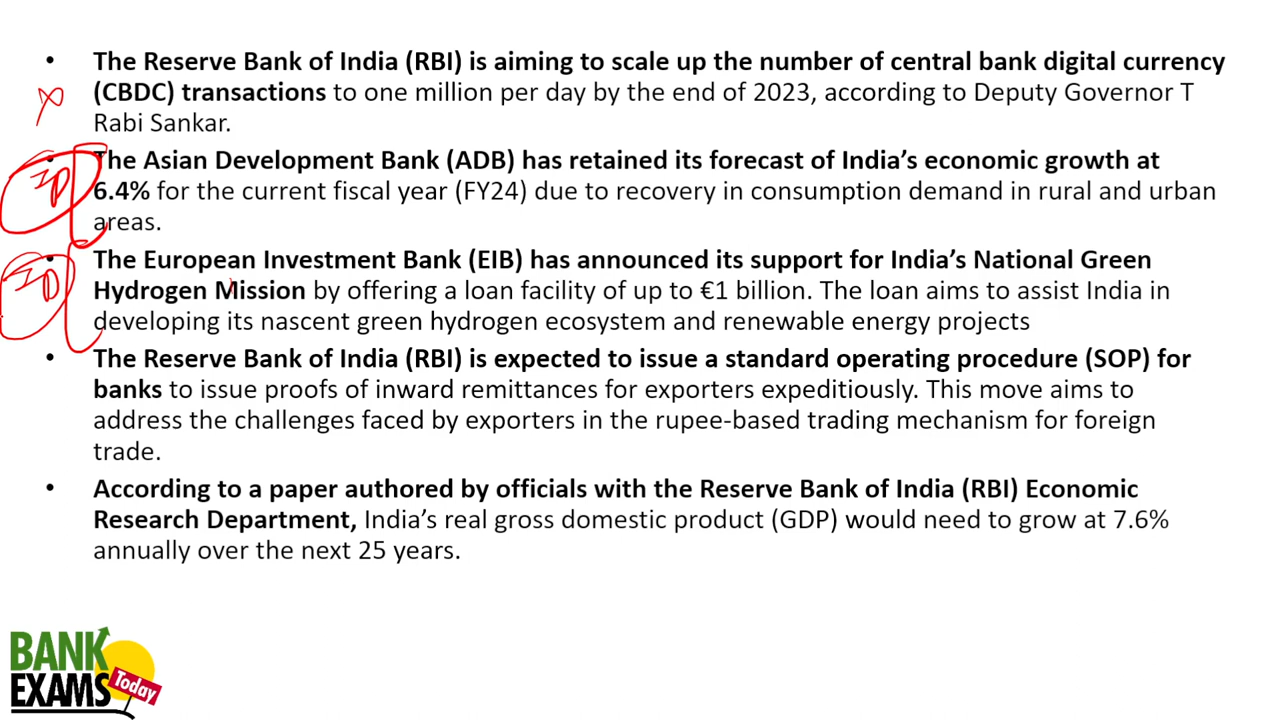 • The Reserve Bank of India (RBI) is aiming to scale up the number of central bank digital currency
(CBDC) transactions to one million per day by the end of 2023, according to Deputy Governor T
Rabi Sankar.
• The Asian Development Bank (ADB) has retained its forecast of India’s economic growth at
6.4% for the current fiscal year (FY24) due to recovery in consumption demand in rural and urban
areas.
• The European Investment Bank (EIB) has announced its support for India’s National Green
Hydrogen Mission by offering a loan facility of up to €1 billion. The loan aims to assist India in
developing its nascent green hydrogen ecosystem and renewable energy projects
• The Reserve Bank of India (RBI) is expected to issue a standard operating procedure (SOP) for
banks to issue proofs of inward remittances for exporters expeditiously. This move aims to
address the challenges faced by exporters in the rupee-based trading mechanism for foreign
trade.
• According to a paper authored by officials with the Reserve Bank of India (RBI) Economic
Research Department, India’s real gross domestic product (GDP) would need to grow at 7.6%
annually over the next 25 years.
BANK
EXAMS Today